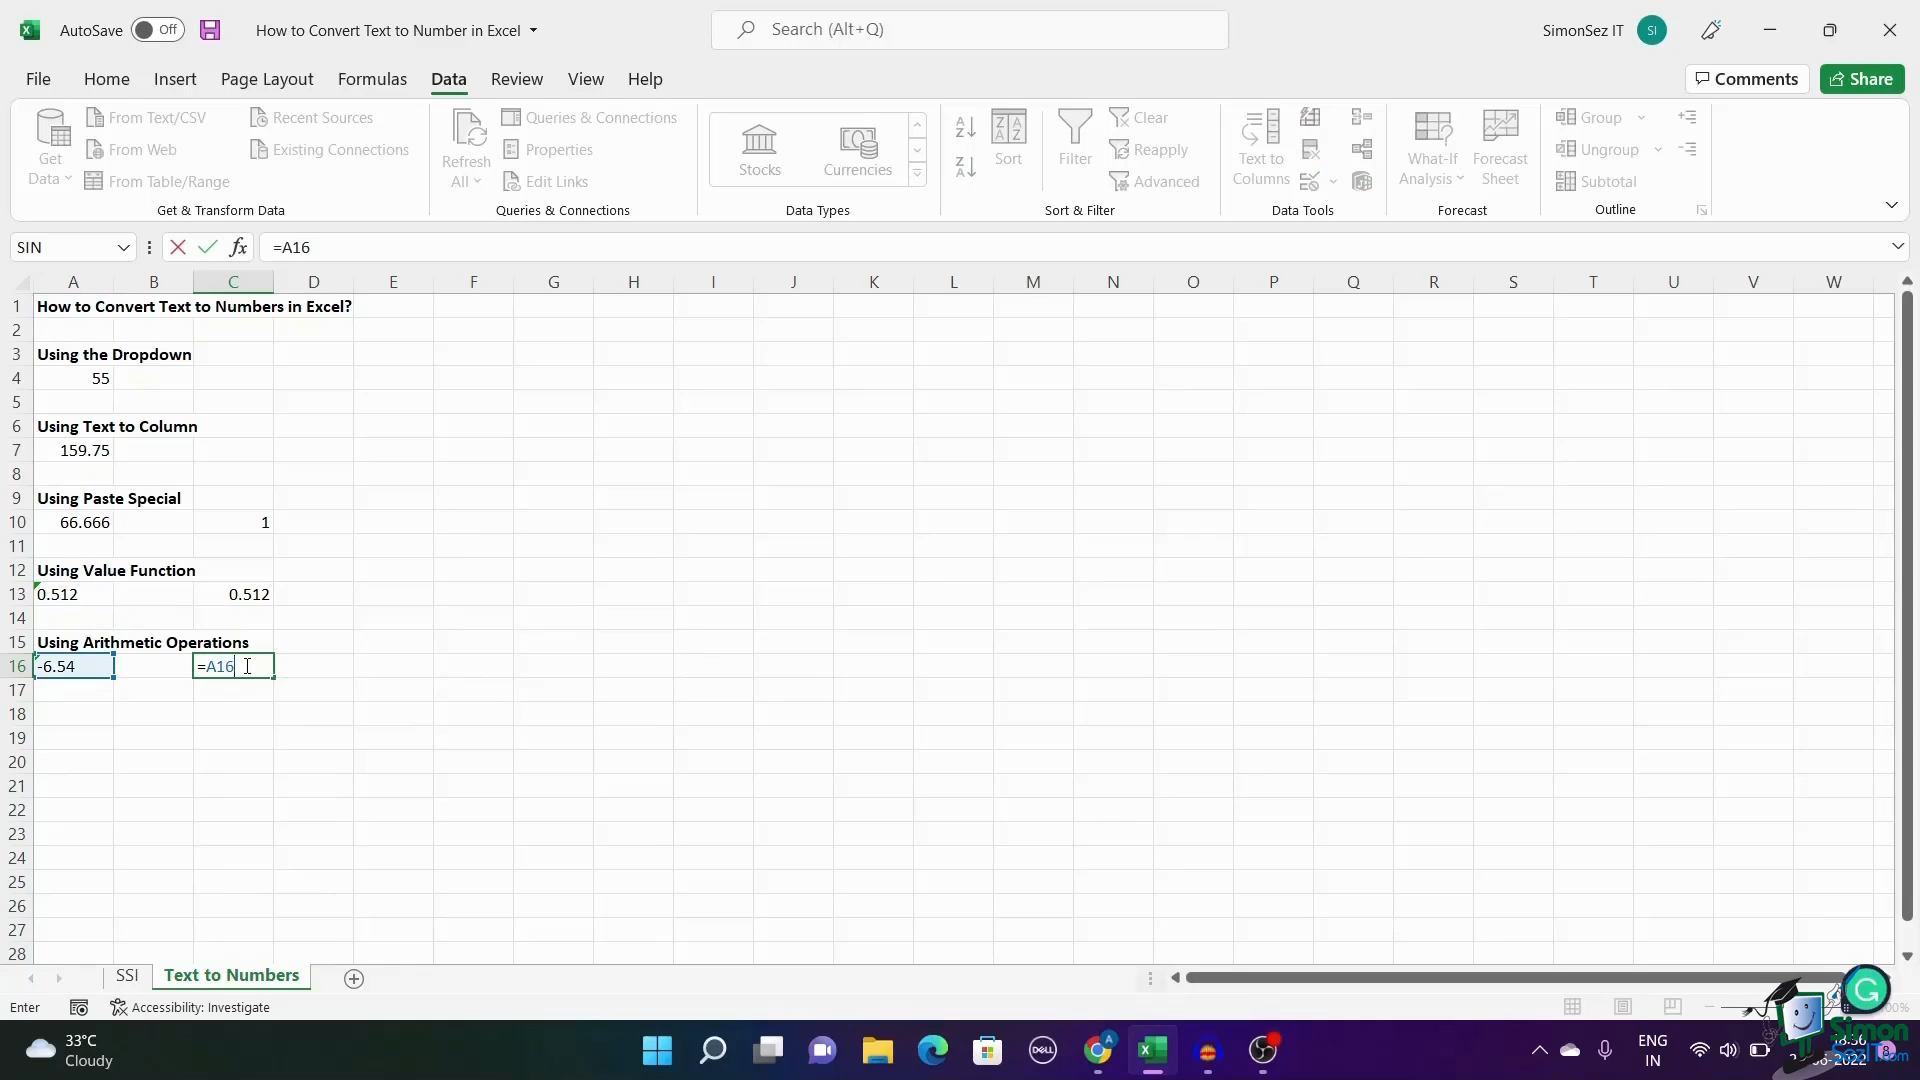 AutoSave Off How to Convert Text to Number in Excel Search (Alt+Q) SimonSez IT SI
File Home Insert Page Layout Formulas Data Review View Help Comments Share
Get Data
From Text/CSV
From Web
From Table/Range
Recent Sources
Existing Connections
Get & Transform Data
Refresh All
Queries & Connections
Properties
Edit Links
Queries & Connections
Stocks Currencies
Data Types
Sort
Filter
Clear
Reapply
Advanced
Sort & Filter
Text to Columns
Data Tools
What-If Analysis
Forecast Sheet
Forecast
Group
Ungroup
Subtotal
Outline
SIN fx =A16
A B C D E F G H I J K L M N O P Q R S T U V W
1 How to Convert Text to Numbers in Excel?
2
3 Using the Dropdown
4 55
5
6 Using Text to Column
7 159.75
8
9 Using Paste Special
10 66.666 1
11
12 Using Value Function
13 0.512 0.512
14
15 Using Arithmetic Operations
16 -6.54 =A16
17
18
19
20
21
22
23
24
25
26
27
28
SSI Text to Numbers
Enter Accessibility: Investigate
33°C
Cloudy
DELL
ENG
IN
Simon
SezIT.com